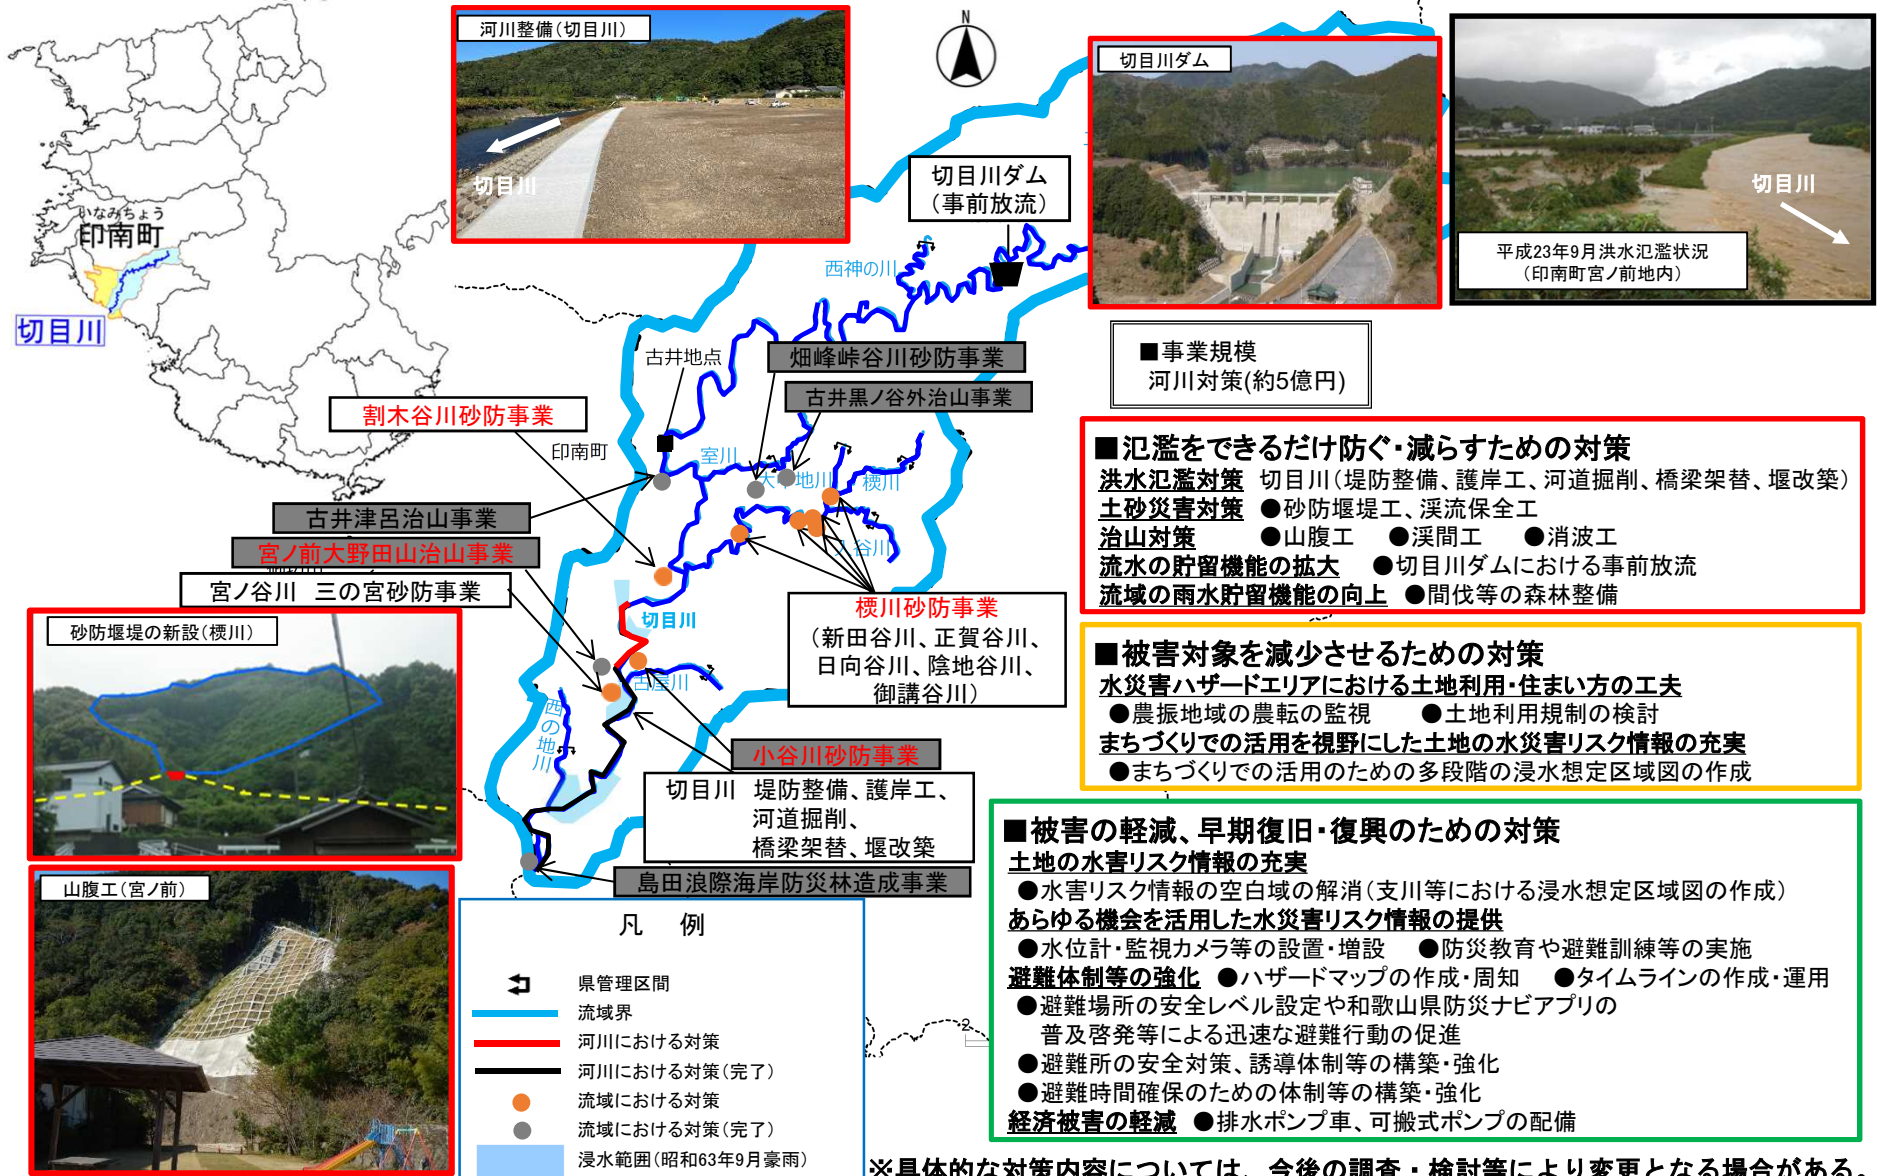 いなみちょう
印南町
切目川
河川整備(切目川)
切目川
N
切目川ダム
切目川
平成23年9月洪水氾濫状況
(印南町宮ノ前地内)
切目川ダム
(事前放流)
西神の川
■事業規模
河川対策(約5億円)
古井地点
畑峰峠谷川砂防事業
古井黒ノ谷外治山事業
割木谷川砂防事業
印南町
室川
大中地川
樮川
入谷川
古井津呂治山事業
宮ノ前大野田山治山事業
宮ノ谷川 三の宮砂防事業
切目川
古屋川
西の地川
樮川砂防事業
(新田谷川、正賀谷川、
日向谷川、陰地谷川、
御講谷川)
小谷川砂防事業
切目川 堤防整備、護岸工、
河道掘削、
橋梁架替、堰改築
島田浪際海岸防災林造成事業
砂防堰堤の新設(樮川)
山腹工(宮ノ前)
凡 例
県管理区間
流域界
河川における対策
河川における対策(完了)
流域における対策
流域における対策(完了)
浸水範囲(昭和63年9月豪雨)
■氾濫をできるだけ防ぐ・減らすための対策
洪水氾濫対策 切目川(堤防整備、護岸工、河道掘削、橋梁架替、堰改築)
土砂災害対策 ●砂防堰堤工、渓流保全工
治山対策 ●山腹工 ●渓間工 ●消波工
流水の貯留機能の拡大 ●切目川ダムにおける事前放流
流域の雨水貯留機能の向上 ●間伐等の森林整備
■被害対象を減少させるための対策
水災害ハザードエリアにおける土地利用・住まい方の工夫
●農振地域の農転の監視 ●土地利用規制の検討
まちづくりでの活用を視野にした土地の水災害リスク情報の充実
●まちづくりでの活用のための多段階の浸水想定区域図の作成
■被害の軽減、早期復旧・復興のための対策
土地の水害リスク情報の充実
●水害リスク情報の空白域の解消(支川等における浸水想定区域図の作成)
あらゆる機会を活用した水災害リスク情報の提供
●水位計・監視カメラ等の設置・増設 ●防災教育や避難訓練等の実施
避難体制等の強化 ●ハザードマップの作成・周知 ●タイムラインの作成・運用
●避難場所の安全レベル設定や和歌山県防災ナビアプリの
普及啓発等による迅速な避難行動の促進
●避難所の安全対策、誘導体制等の構築・強化
●避難時間確保のための体制等の構築・強化
経済被害の軽減 ●排水ポンプ車、可搬式ポンプの配備
2
※具体的な対策内容については、今後の調査・検討等により変更となる場合がある。